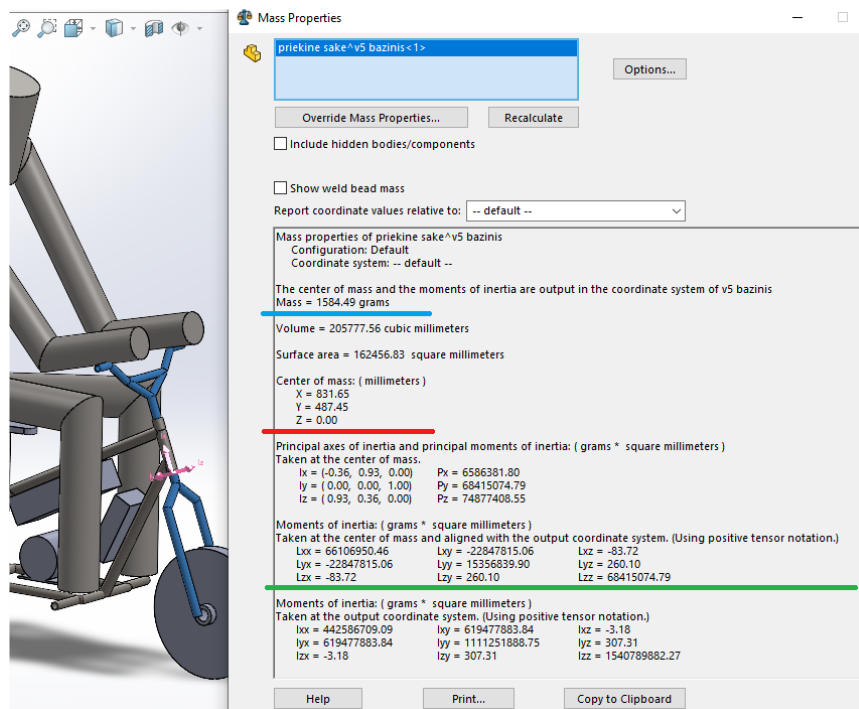 Mass Properties
priekine sake^v5 bazinis<1>
Options...
Override Mass Properties...
Recalculate
Include hidden bodies/components
Show weld bead mass
Report coordinate values relative to: -- default --
Mass properties of priekine sake^v5 bazinis
Configuration: Default
Coordinate system: -- default --
The center of mass and the moments of inertia are output in the coordinate system of v5 bazinis
Mass = 1584.49 grams
Volume = 205777.56 cubic millimeters
Surface area = 162456.83 square millimeters
Center of mass: ( millimeters )
X = 831.65
Y = 487.45
Z = 0.00
Principal axes of inertia and principal moments of inertia: ( grams * square millimeters )
Taken at the center of mass.
Ix = (-0.36, 0.93, 0.00) Px = 6586381.80
Iy = ( 0.00, 0.00, 1.00) Py = 68415074.79
Iz = ( 0.93, 0.36, 0.00) Pz = 74877408.55
Moments of inertia: ( grams * square millimeters )
Taken at the center of mass and aligned with the output coordinate system. (Using positive tensor notation.)
Lxx = 66106950.46 Lxy = -22847815.06 Lxz = -83.72
Lyx = -22847815.06 Lyy = 15356839.90 Lyz = 260.10
Lzx = -83.72 Lzy = 260.10 Lzz = 68415074.79
Moments of inertia: ( grams * square millimeters )
Taken at the output coordinate system. (Using positive tensor notation.)
Ixx = 442586709.09 Ixy = 619477883.84 Ixz = -3.18
Iyx = 619477883.84 Iyy = 1111251888.75 Iyz = 307.31
Izx = -3.18 Izy = 307.31 Izz = 1540789882.27
Help
Print...
Copy to Clipboard